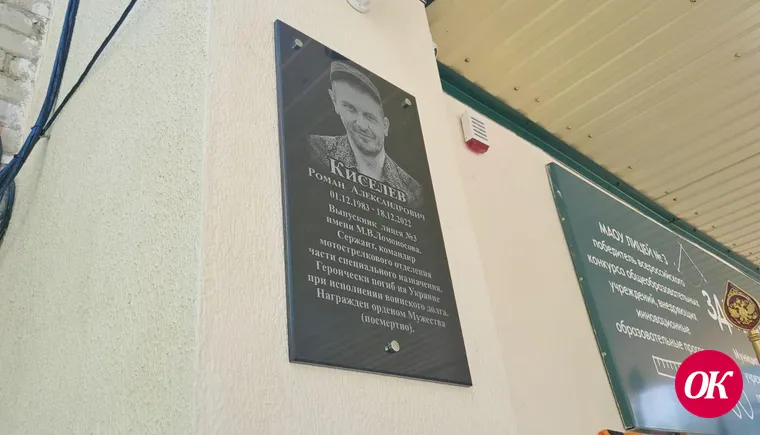 Киселев
Роман Александрович
01.12.1983 - 18.12.2022
Выпускник лицея №3
имени М.В.Ломоносова.
Сержант, командир
мотострелкового отделения
части специального назначения.
Героически погиб на Украине
при исполнении воинского долга.
Награжден орденом Мужества
(посмертно).
МАОУ ЛИЦЕЙ № 3
победитель всероссийского
конкурса общеобразовательных
учреждений, внедряющих
инновационные
образовательные
ОК